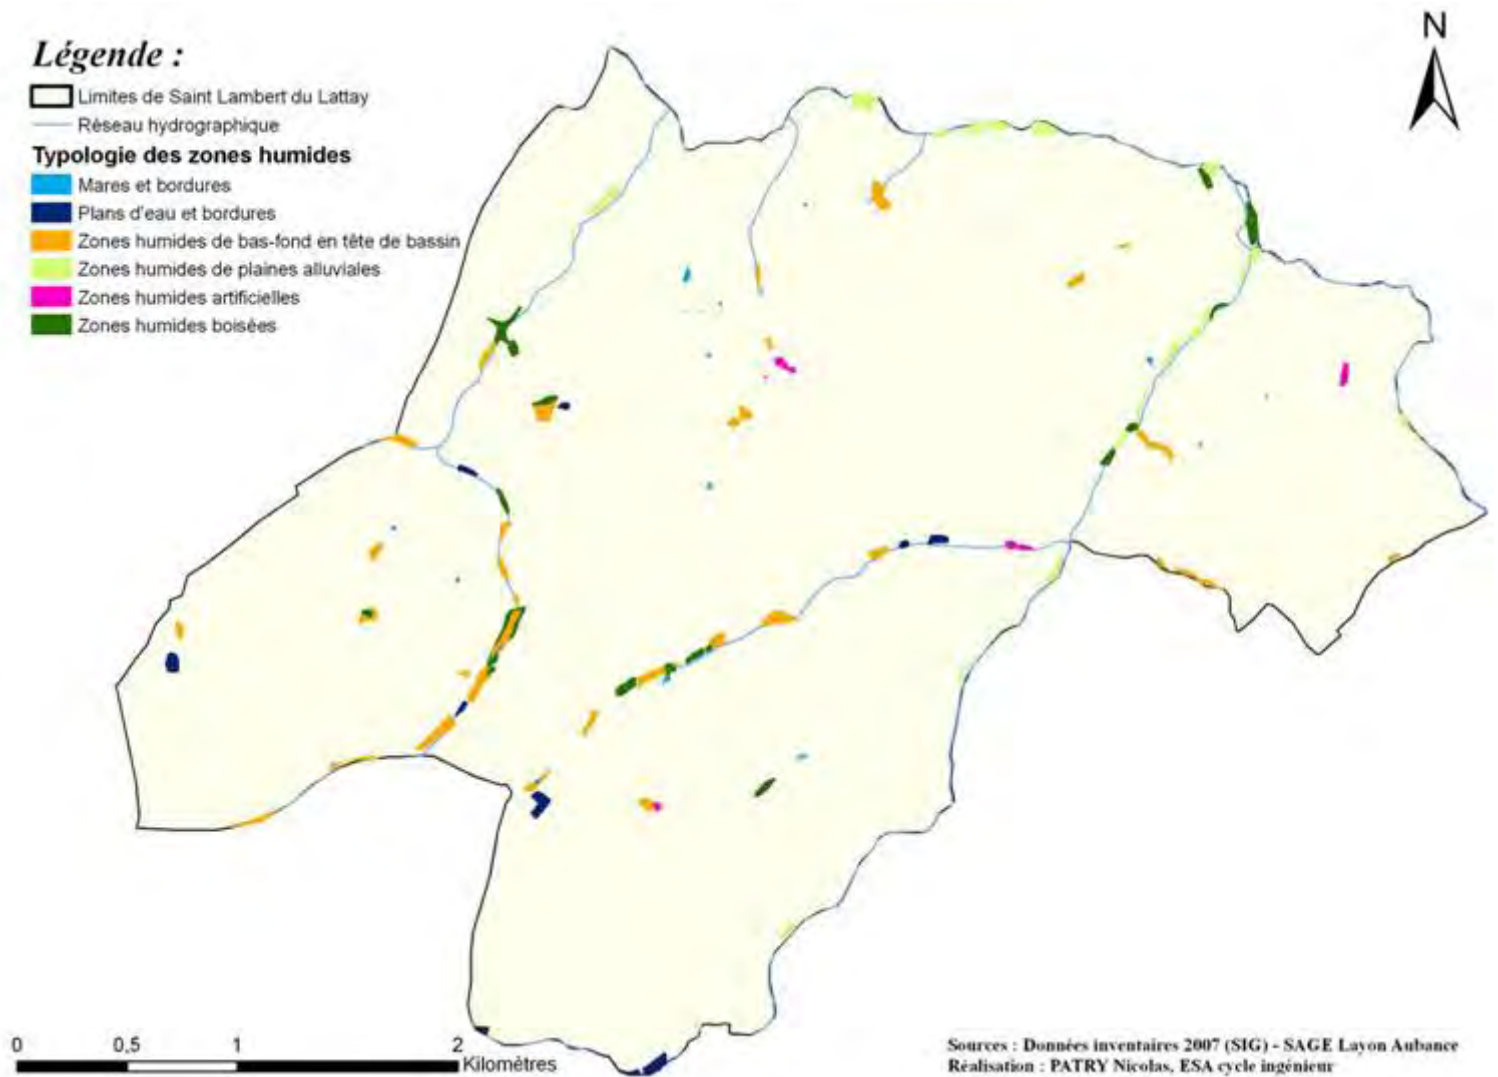 Légende :
N
Limites de Saint Lambert du Lattay
Réseau hydrographique
Typologie des zones humides
Mares et bordures
Plans d'eau et bordures
Zones humides de bas-fond en tête de bassin
Zones humides de plaines alluviales
Zones humides artificielles
Zones humides boisées
0 0,5 1 2
Kilomètres
Sources : Données inventaires 2007 (SIG) - SAGE Layon Aubance
Réalisation : PATRY Nicolas, ESA cycle ingénieur